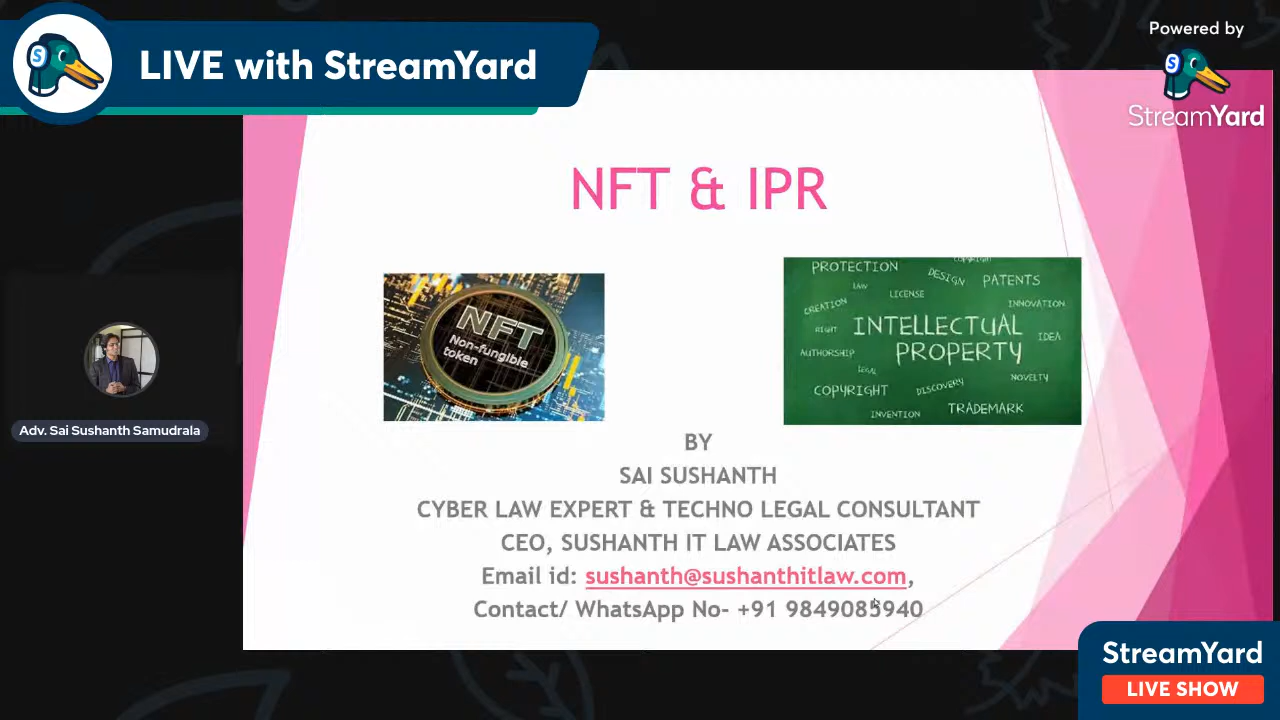 LIVE with StreamYard
Powered by
StreamYard
NFT & IPR
NFT
Non-fungible
token
COPYRIGHT
PROTECTION
DESIGN
PATENTS
LAW
LICENSE
CREATION
INNOVATION
RIGHT
INTELLECTUAL
PROPERTY
IDEA
AUTHORSHIP
LEGAL
COPYRIGHT
DISCOVERY
NOVELTY
INVENTION
TRADEMARK
Adv. Sai Sushanth Samudrala
BY
SAI SUSHANTH
CYBER LAW EXPERT & TECHNO LEGAL CONSULTANT
CEO, SUSHANTH IT LAW ASSOCIATES
Email id: sushanth@sushanthitlaw.com,
Contact/ WhatsApp No- +91 9849085940
StreamYard
LIVE SHOW